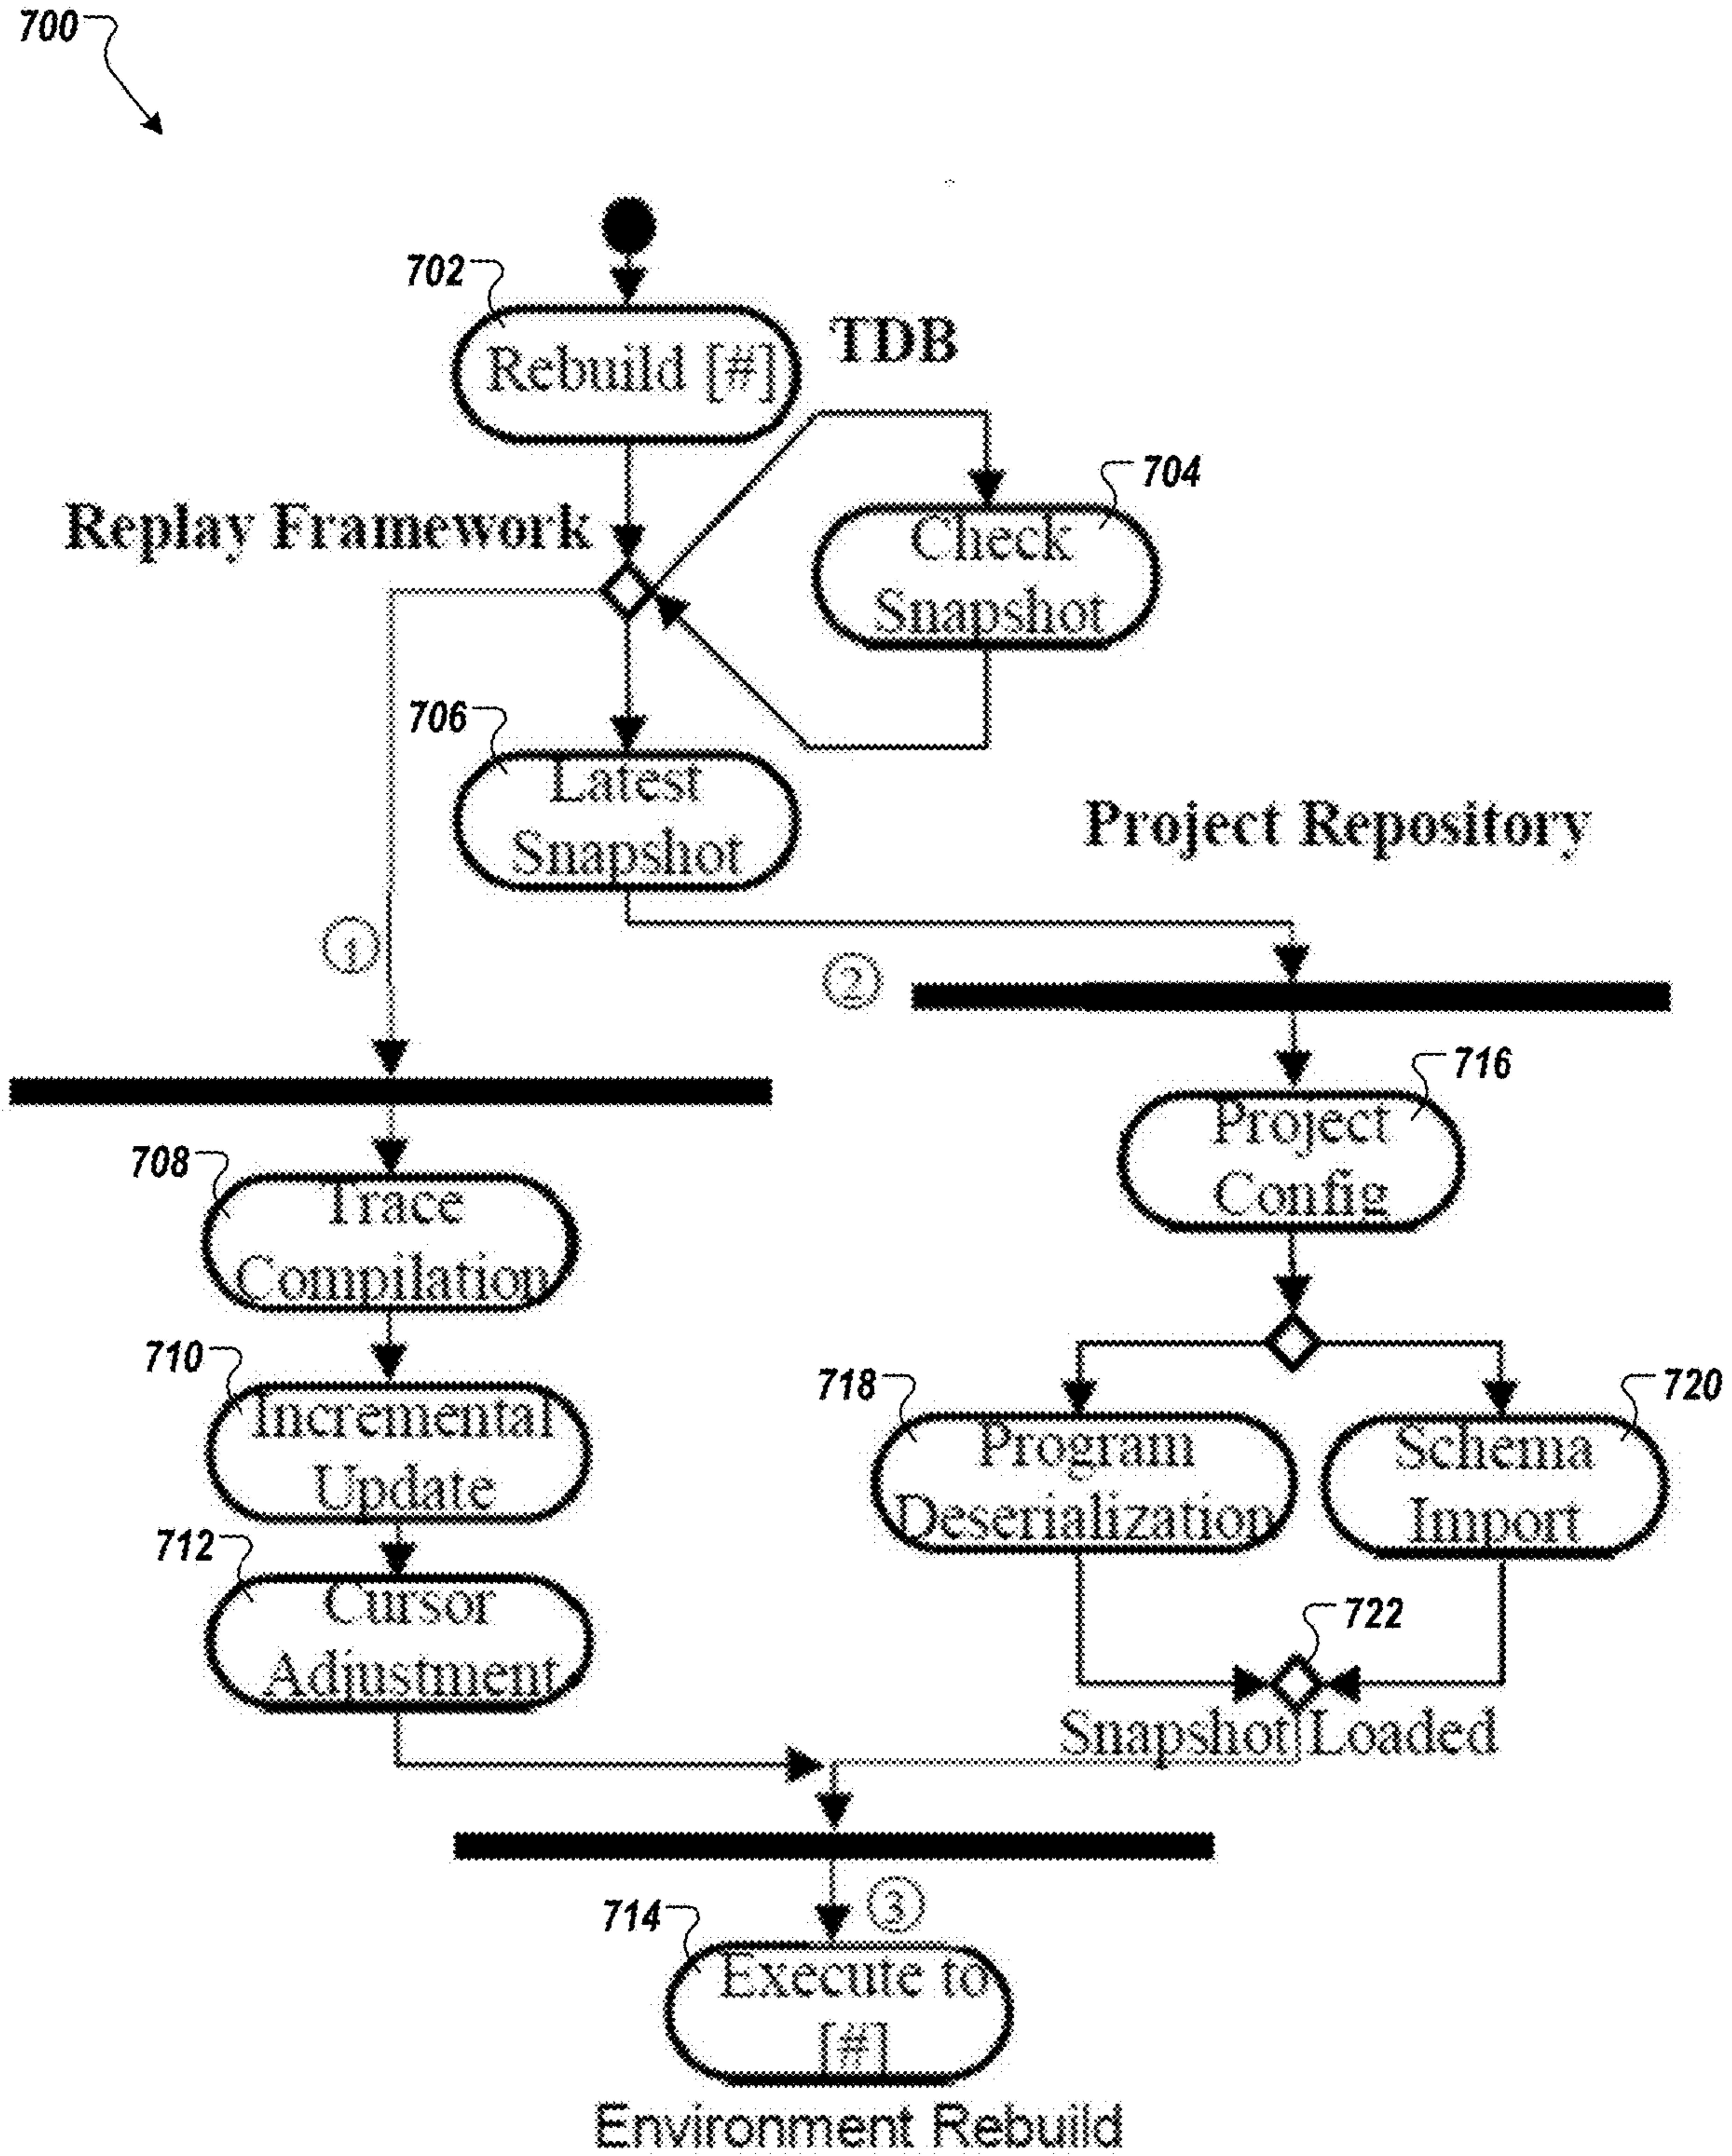 700
702
Rebuild [#]
TDB
704
Check
Snapshot
Replay Framework
706
Latest
Snapshot
Project Repository
1
2
716
Project
Config
708
Trace
Compilation
710
Incremental
Update
718
Program
Deserialization
720
Schema
Import
712
Cursor
Adjustment
722
Snapshot Loaded
3
714
Execute to
[#]
Environment Rebuild